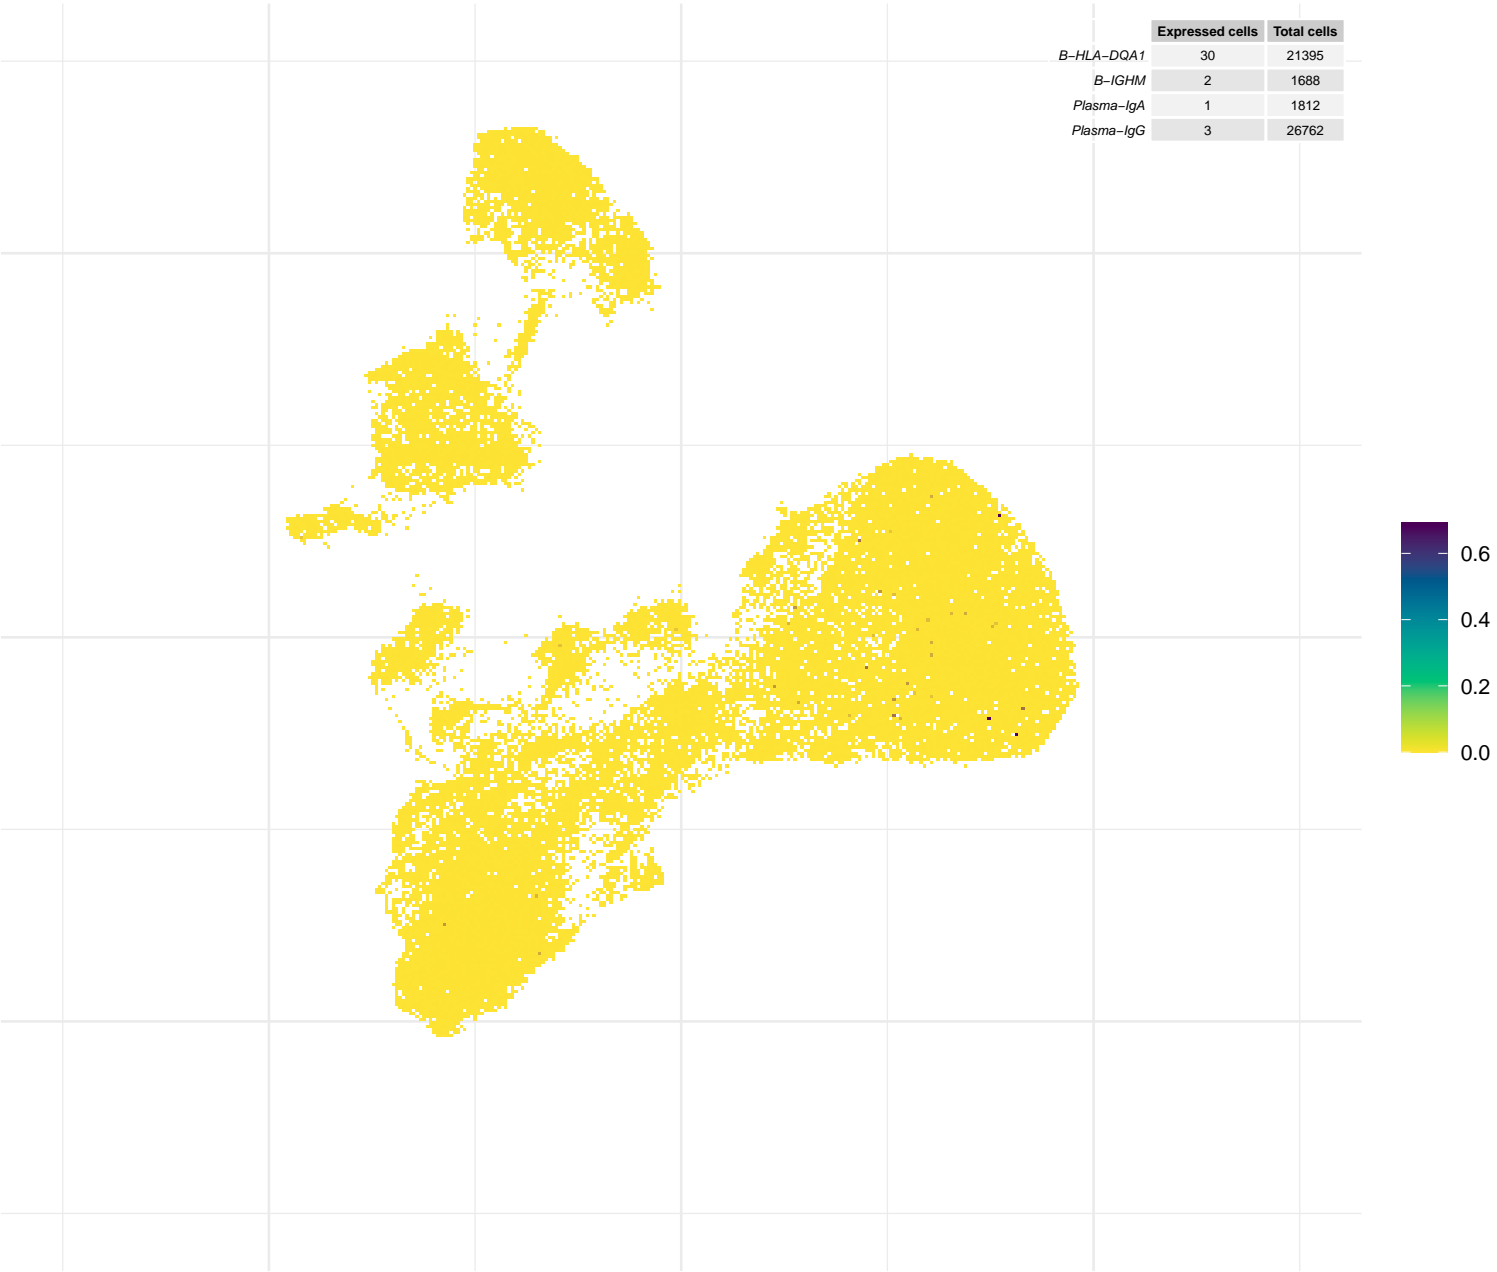 Expressed cells Total cells
B−HLA−DQA1 30 21395
B−IGHM 2 1688
Plasma−IgA 1 1812
Plasma−IgG 3 26762
0.6
0.4
0.2
0.0